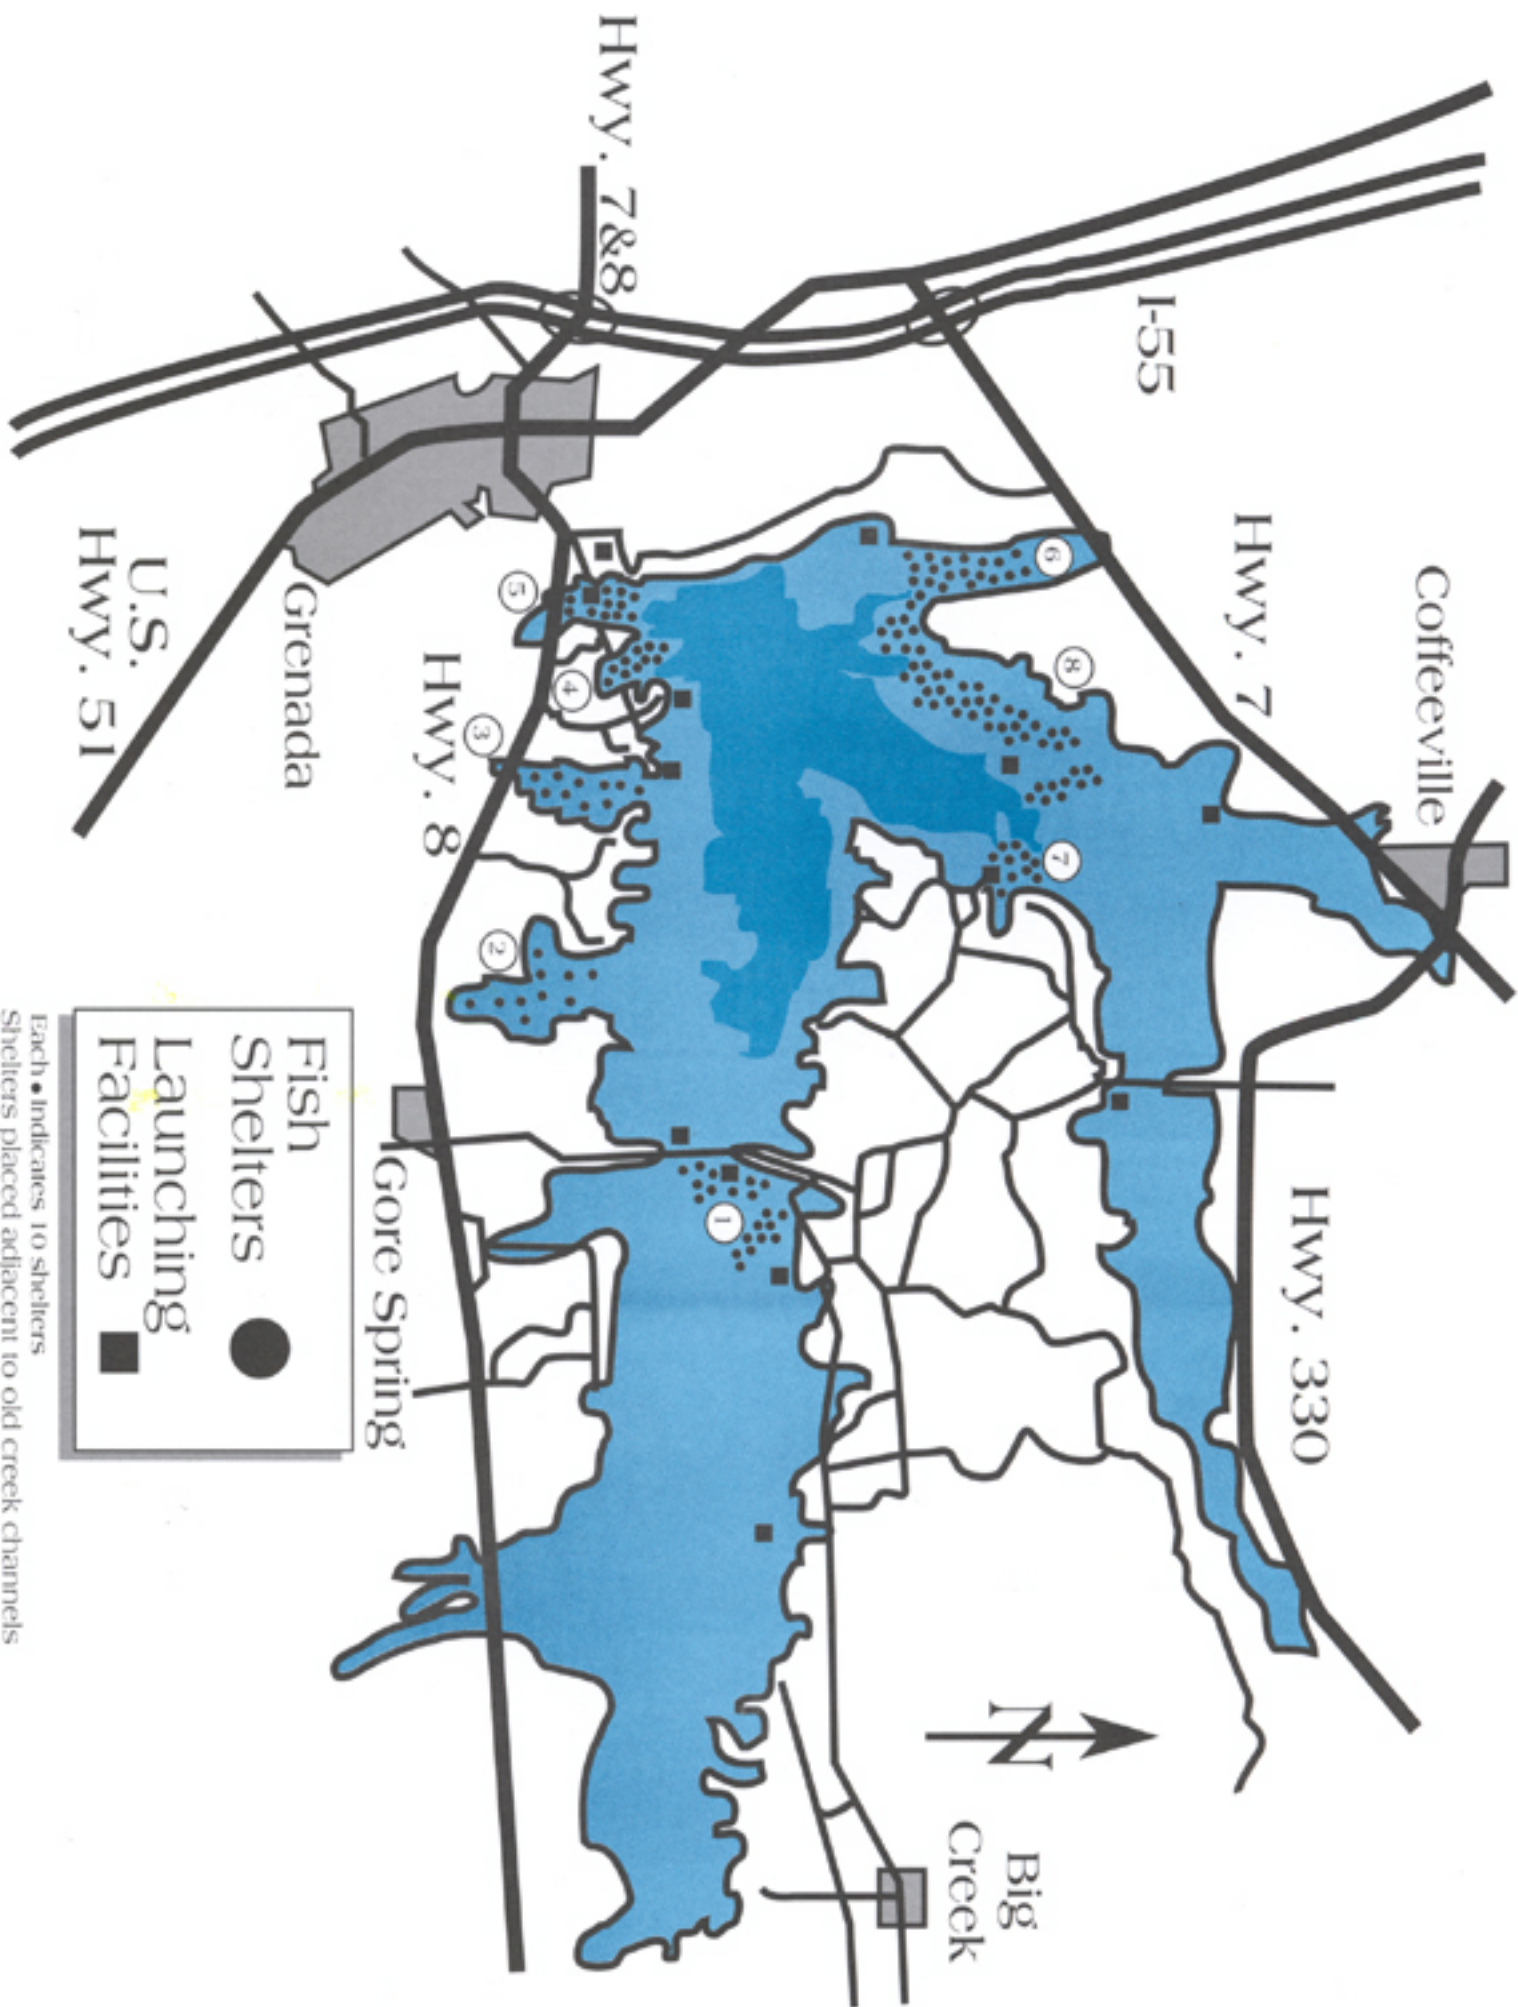 Coffeeville
Hwy. 7
I-55
Hwy. 7&8
Hwy. 330
Big
Creek
N
6
8
7
5
4
3
2
1
Grenada
Hwy. 8
U.S.
Hwy. 51
Gore Spring
Fish
Shelters
Launching
Facilities
Each • Indicates 10 shelters
Shelters placed adjacent to old creek channels